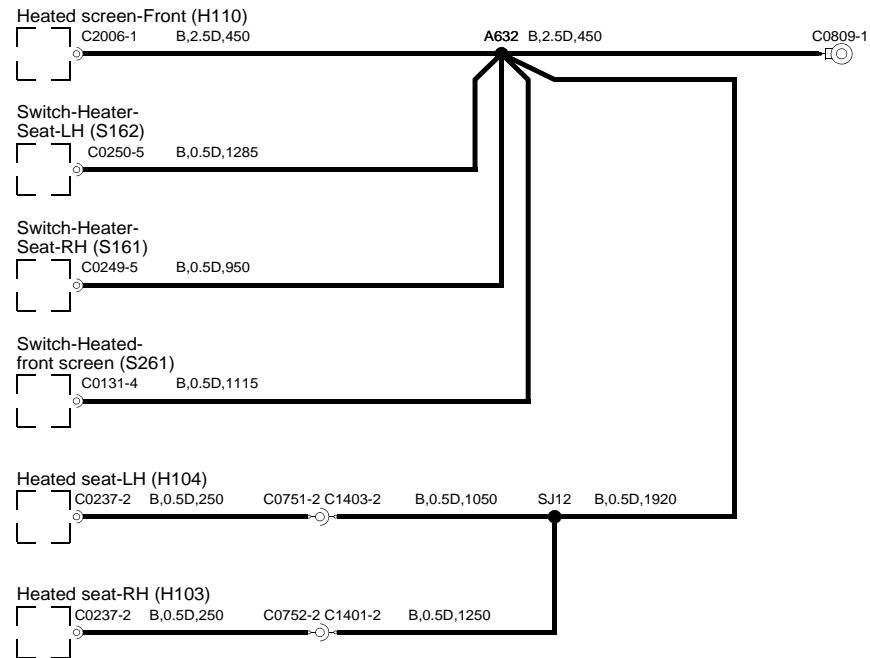 Heated screen-Front (H110)
C2006-1 B,2.5D,450 A632 B,2.5D,450 C0809-1
Switch-Heater-
Seat-LH (S162)
C0250-5 B,0.5D,1285
Switch-Heater-
Seat-RH (S161)
C0249-5 B,0.5D,950
Switch-Heated-
front screen (S261)
C0131-4 B,0.5D,1115
Heated seat-LH (H104)
C0237-2 B,0.5D,250 C0751-2 C1403-2 B,0.5D,1050 SJ12 B,0.5D,1920
Heated seat-RH (H103)
C0237-2 B,0.5D,250 C0752-2 C1401-2 B,0.5D,1250